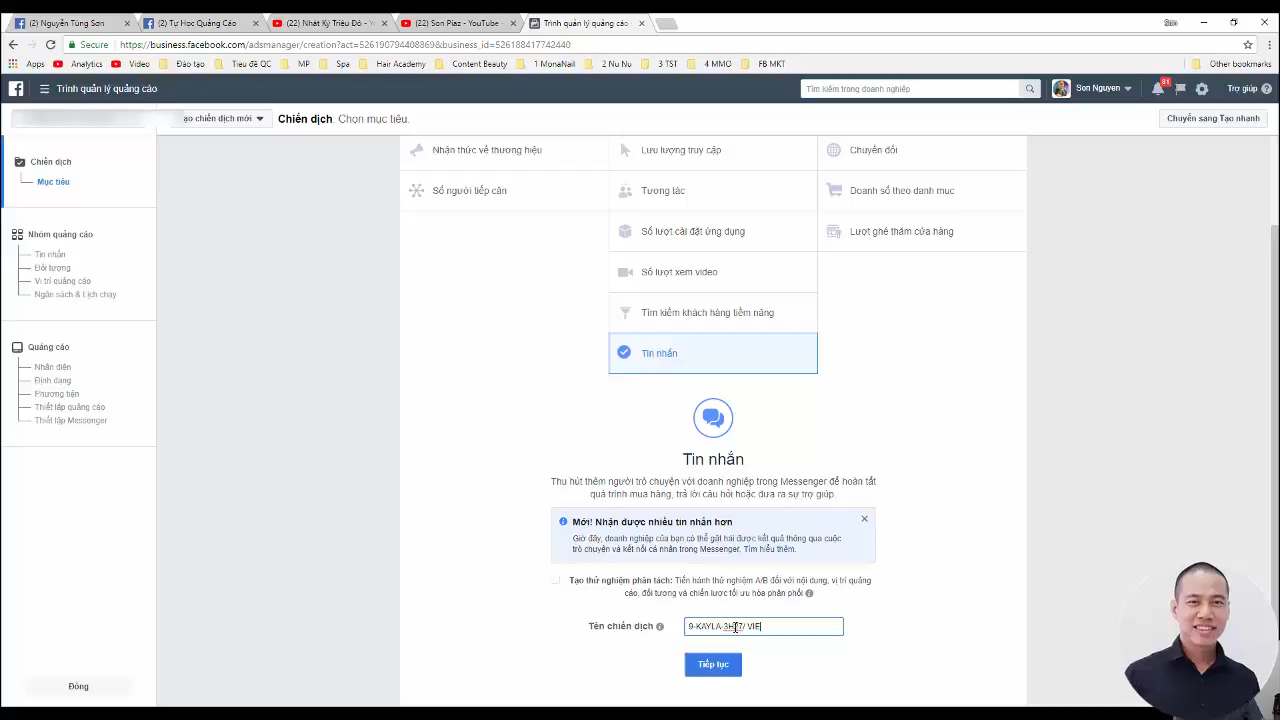 (2) Nguyễn Tùng Sơn
(2) Tự Học Quảng Cáo
(22) Nhật Ký Triệu Đô - Y
(22) Son Piaz - YouTube
Trình quản lý quảng cáo
Secure
https://business.facebook.com/adsmanager/creation?act=526190794408869&business_id=526188417742440
Apps
Analytics
Video
Đào tạo
Tieu đề QC
MP
Spa
Hair Academy
Content Beauty
1 MonaNail
2 Nu Nu
3 TST
4 MMO
FB MKT
Other bookmarks
Trình quản lý quảng cáo
Tìm kiếm trong doanh nghiệp
Son Nguyen
81
Trợ giúp
ạo chiến dịch mới
Chiến dịch. Chọn mục tiêu.
Chuyển sang Tạo nhanh
Chiến dịch
Mục tiêu
Nhóm quảng cáo
Tin nhắn
Đối tượng
Vị trí quảng cáo
Ngân sách & Lịch chạy
Quảng cáo
Nhận diện
Định dạng
Phương tiện
Thiết lập quảng cáo
Thiết lập Messenger
Đóng
Nhận thức về thương hiệu
Lưu lượng truy cập
Chuyển đổi
Số người tiếp cận
Tương tác
Doanh số theo danh mục
Số lượt cài đặt ứng dụng
Lượt ghé thăm cửa hàng
Số lượt xem video
Tìm kiếm khách hàng tiềm năng
Tin nhắn
Tin nhắn
Thu hút thêm người trò chuyện với doanh nghiệp trong Messenger để hoàn tất
quá trình mua hàng, trả lời câu hỏi hoặc đưa ra sự trợ giúp.
Mới! Nhận được nhiều tin nhắn hơn
Giờ đây, doanh nghiệp của bạn có thể gặt hái được kết quả thông qua cuộc
trò chuyện và kết nối cá nhân trong Messenger. Tìm hiểu thêm.
Tạo thử nghiệm phân tách: Tiến hành thử nghiệm A/B đối với nội dung, vị trí quảng
cáo, đối tượng và chiến lược tối ưu hóa phân phối
Tên chiến dịch
VIE
Tiếp tục